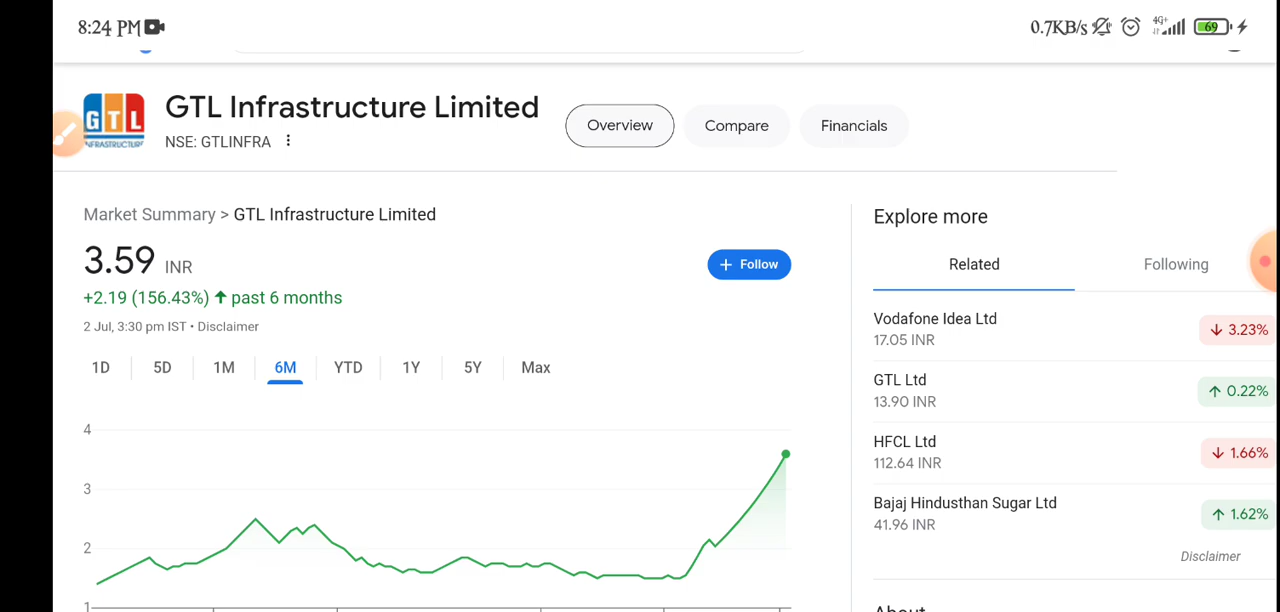 8:24 PM
0.7KB/s 4G+ 69
GTL Infrastructure Limited
GTL
INFRASTRUCTURE
NSE: GTLINFRA
Overview
Compare
Financials
Market Summary > GTL Infrastructure Limited
3.59 INR
+ Follow
+2.19 (156.43%) ↑ past 6 months
2 Jul, 3:30 pm IST • Disclaimer
1D
5D
1M
6M
YTD
1Y
5Y
Max
4
3
2
1
Explore more
Related
Following
Vodafone Idea Ltd
17.05 INR
↓ 3.23%
GTL Ltd
13.90 INR
↑ 0.22%
HFCL Ltd
112.64 INR
↓ 1.66%
Bajaj Hindusthan Sugar Ltd
41.96 INR
↑ 1.62%
Disclaimer
About